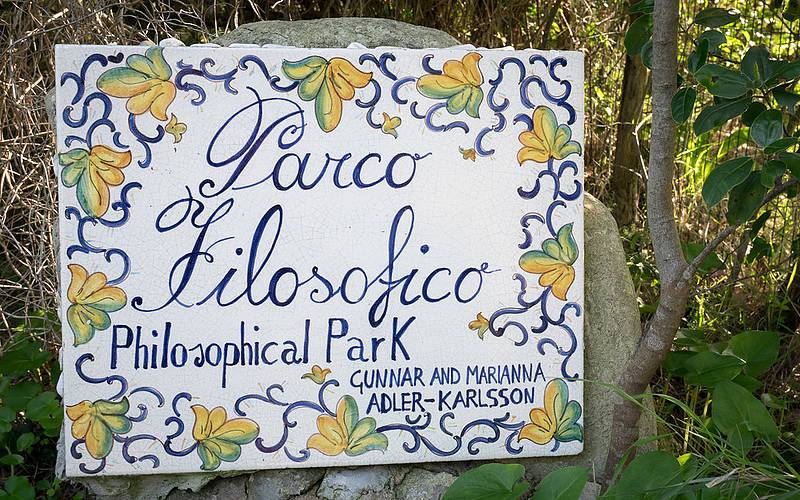 Parco
Filosofico
Philosophical Park
GUNNAR AND MARIANNA
ADLER-KARLSSON